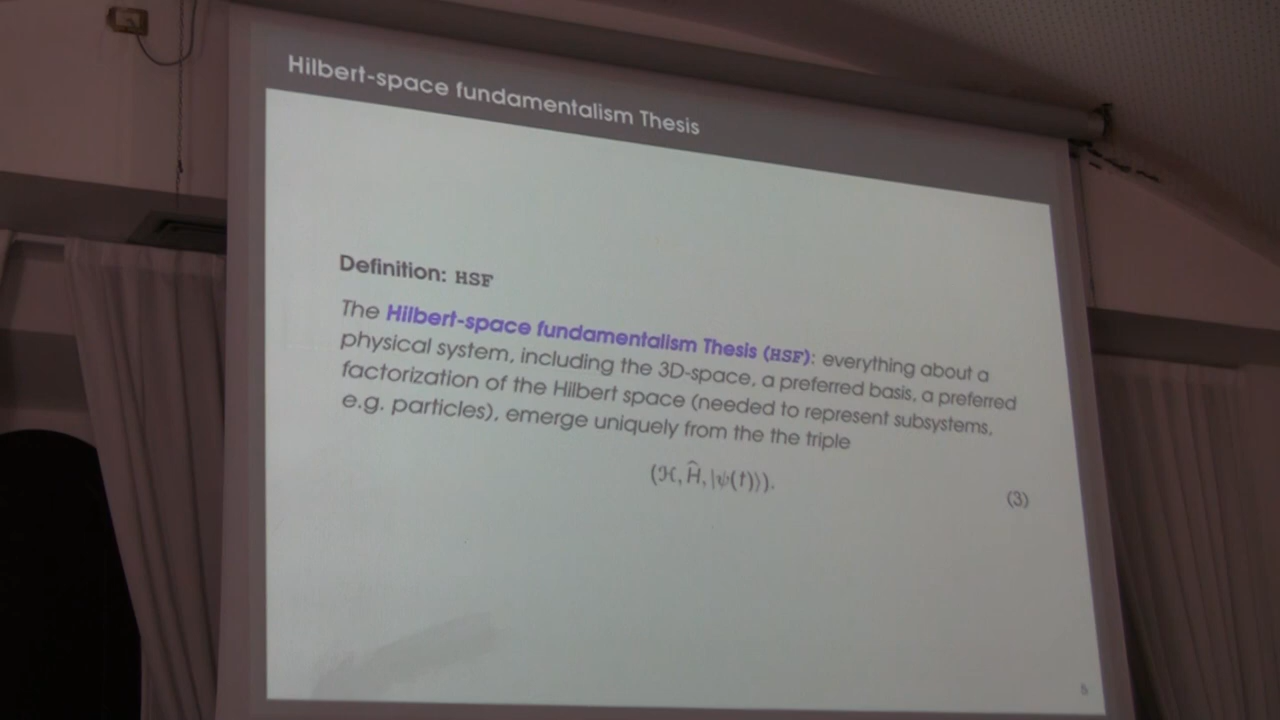 Hilbert-space fundamentalism Thesis
Definition: HSF
The Hilbert-space fundamentalism Thesis (HSF): everything about a
physical system, including the 3D-space, a preferred basis, a preferred
factorization of the Hilbert space (needed to represent subsystems,
e.g. particles), emerge uniquely from the the triple
(ℋ, Ĥ, |ψ(t)⟩).
(3)
5